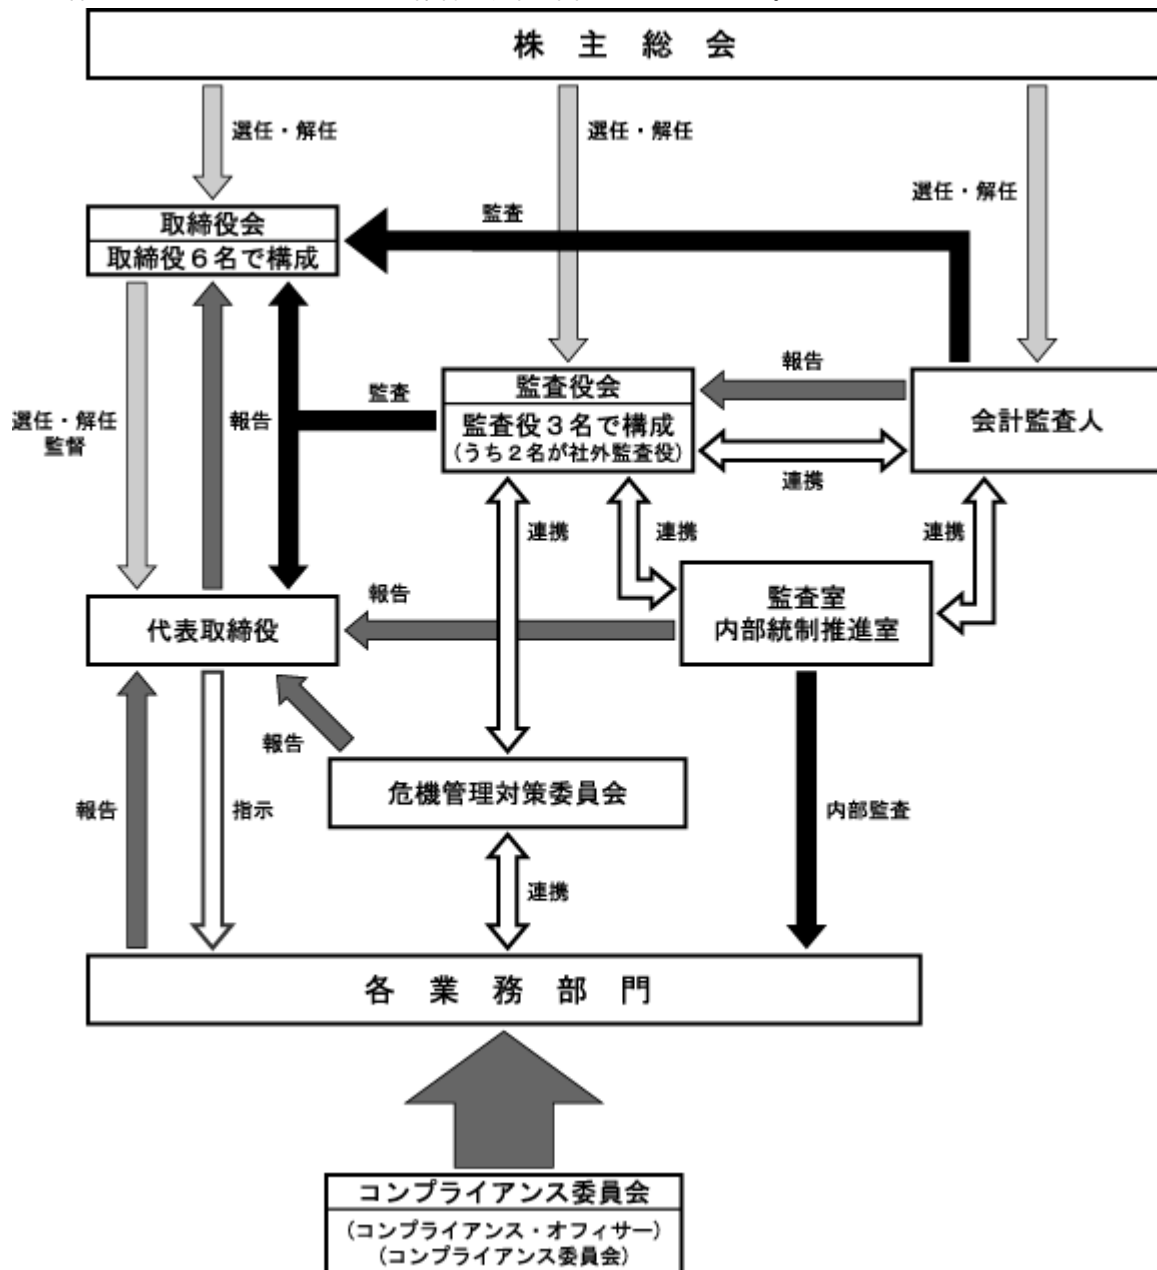 株　主　総　会
選任・解任
選任・解任
選任・解任
取締役会
取締役６名で構成
監査
監査役会
監査役３名で構成
(うち２名が社外監査役)
報告
会計監査人
選任・解任
監督
報告
監査
連携
連携
連携
連携
監査室
内部統制推進室
代表取締役
報告
報告
危機管理対策委員会
報告
指示
内部監査
連携
各　業　務　部　門
コンプライアンス委員会
(コンプライアンス・オフィサー)
(コンプライアンス委員会)